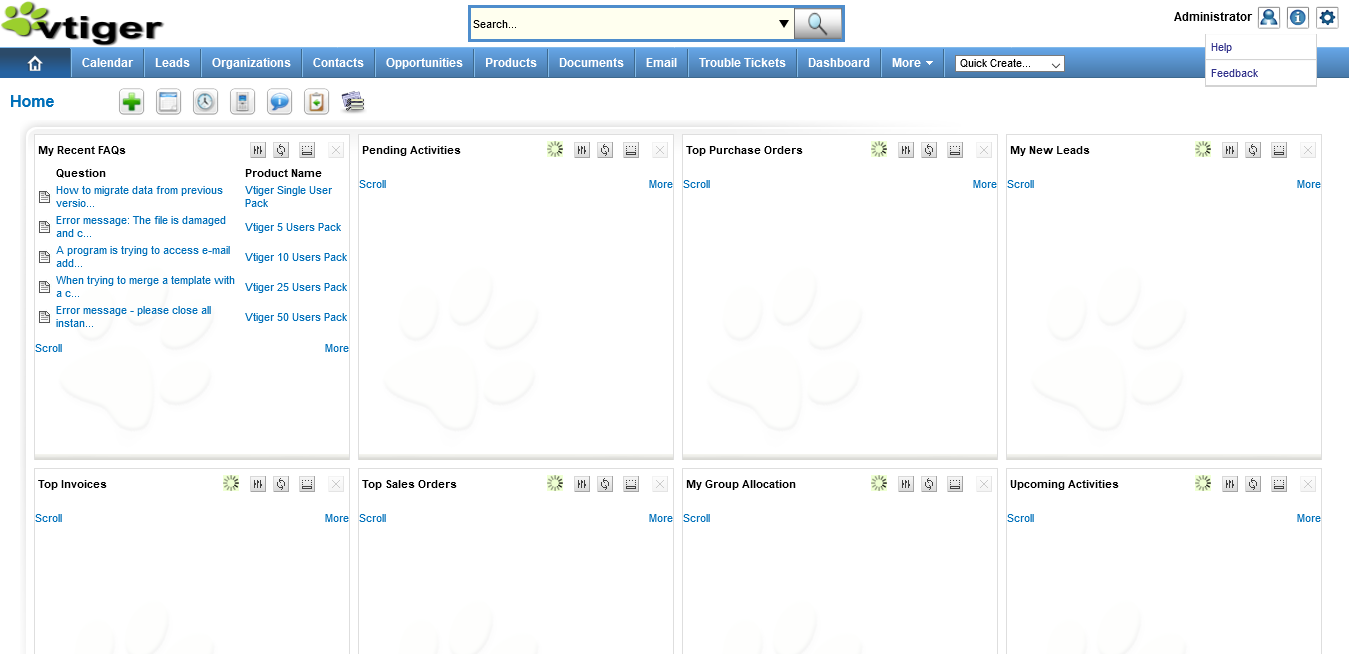 vtiger
Search...
Administrator
Help
Feedback
Calendar
Leads
Organizations
Contacts
Opportunities
Products
Documents
Email
Trouble Tickets
Dashboard
More
Quick Create...
Home
My Recent FAQs
Question
Product Name
How to migrate data from previous
versio...
Vtiger Single User
Pack
Error message: The file is damaged
and c...
Vtiger 5 Users Pack
A program is trying to access e-mail
add...
Vtiger 10 Users Pack
When trying to merge a template with
a c...
Vtiger 25 Users Pack
Error message - please close all
instan...
Vtiger 50 Users Pack
Scroll
More
Pending Activities
Scroll
More
Top Purchase Orders
Scroll
More
My New Leads
Scroll
More
Top Invoices
Scroll
More
Top Sales Orders
Scroll
More
My Group Allocation
Scroll
More
Upcoming Activities
Scroll
More